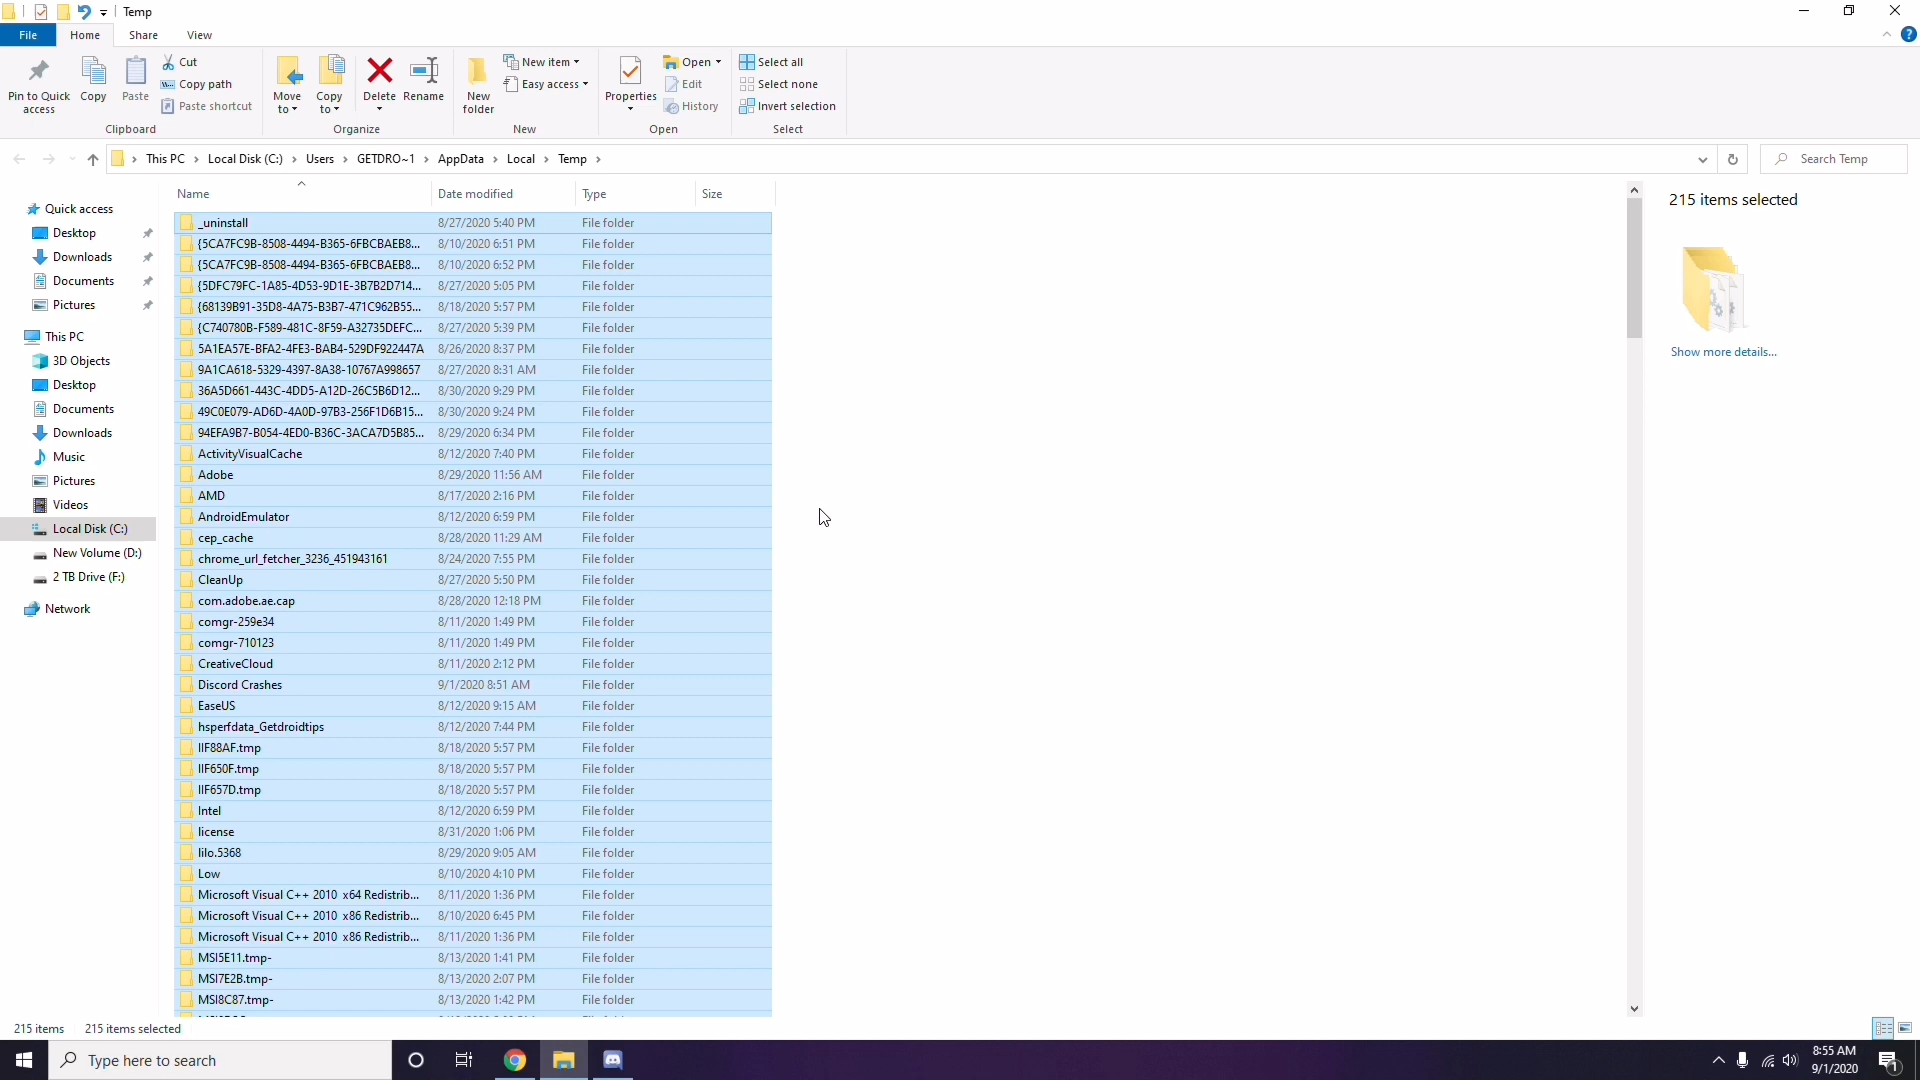 Temp
File
Home
Share
View
Pin to Quick access
Copy
Paste
Cut
Copy path
Paste shortcut
Clipboard
Move to
Copy to
Delete
Rename
Organize
New folder
New item
Easy access
New
Properties
Open
Edit
History
Open
Select all
Select none
Invert selection
Select
This PC > Local Disk (C:) > Users > GETDRO~1 > AppData > Local > Temp >
Search Temp
Quick access
Desktop
Downloads
Documents
Pictures
This PC
3D Objects
Desktop
Documents
Downloads
Music
Pictures
Videos
Local Disk (C:)
New Volume (D:)
2 TB Drive (F:)
Network
Name Date modified Type Size
_uninstall 8/27/2020 5:40 PM File folder
{5CA7FC9B-8508-4494-B365-6FBCBAEB8... 8/10/2020 6:51 PM File folder
{5CA7FC9B-8508-4494-B365-6FBCBAEB8... 8/10/2020 6:52 PM File folder
{5DFC79FC-1A85-4D53-9D1E-3B7B2D714... 8/27/2020 5:05 PM File folder
{68139B91-35D8-4A75-B3B7-471C962B55... 8/18/2020 5:57 PM File folder
{C740780B-F589-481C-8F59-A32735DEFC... 8/27/2020 5:39 PM File folder
5A1EA57E-BFA2-4FE3-BAB4-529DF922447A 8/26/2020 8:37 PM File folder
9A1CA618-5329-4397-8A38-10767A998657 8/27/2020 8:31 AM File folder
36A5D661-443C-4DD5-A12D-26C5B6D12... 8/30/2020 9:29 PM File folder
49C0E079-AD6D-4A0D-97B3-256F1D6B15... 8/30/2020 9:24 PM File folder
94EFA9B7-B054-4ED0-B36C-3ACA7D5B85... 8/29/2020 6:34 PM File folder
ActivityVisualCache 8/12/2020 7:40 PM File folder
Adobe 8/29/2020 11:56 AM File folder
AMD 8/17/2020 2:16 PM File folder
AndroidEmulator 8/12/2020 6:59 PM File folder
cep_cache 8/28/2020 11:29 AM File folder
chrome_url_fetcher_3236_451943161 8/24/2020 7:55 PM File folder
CleanUp 8/27/2020 5:50 PM File folder
com.adobe.ae.cap 8/28/2020 12:18 PM File folder
comgr-259e34 8/11/2020 1:49 PM File folder
comgr-710123 8/11/2020 1:49 PM File folder
CreativeCloud 8/11/2020 2:12 PM File folder
Discord Crashes 9/1/2020 8:51 AM File folder
EaseUS 8/12/2020 9:15 AM File folder
hsperfdata_Getdroidtips 8/12/2020 7:44 PM File folder
IIF88AF.tmp 8/18/2020 5:57 PM File folder
IIF650F.tmp 8/18/2020 5:57 PM File folder
IIF657D.tmp 8/18/2020 5:57 PM File folder
Intel 8/12/2020 6:59 PM File folder
license 8/31/2020 1:06 PM File folder
lilo.5368 8/29/2020 9:05 AM File folder
Low 8/10/2020 4:10 PM File folder
Microsoft Visual C++ 2010 x64 Redistrib... 8/11/2020 1:36 PM File folder
Microsoft Visual C++ 2010 x86 Redistrib... 8/10/2020 6:45 PM File folder
Microsoft Visual C++ 2010 x86 Redistrib... 8/11/2020 1:36 PM File folder
MSI5E11.tmp- 8/13/2020 1:41 PM File folder
MSI7E2B.tmp- 8/13/2020 2:07 PM File folder
MSI8C87.tmp- 8/13/2020 1:42 PM File folder
215 items selected
Show more details...
215 items 215 items selected
Type here to search
8:55 AM
9/1/2020
1